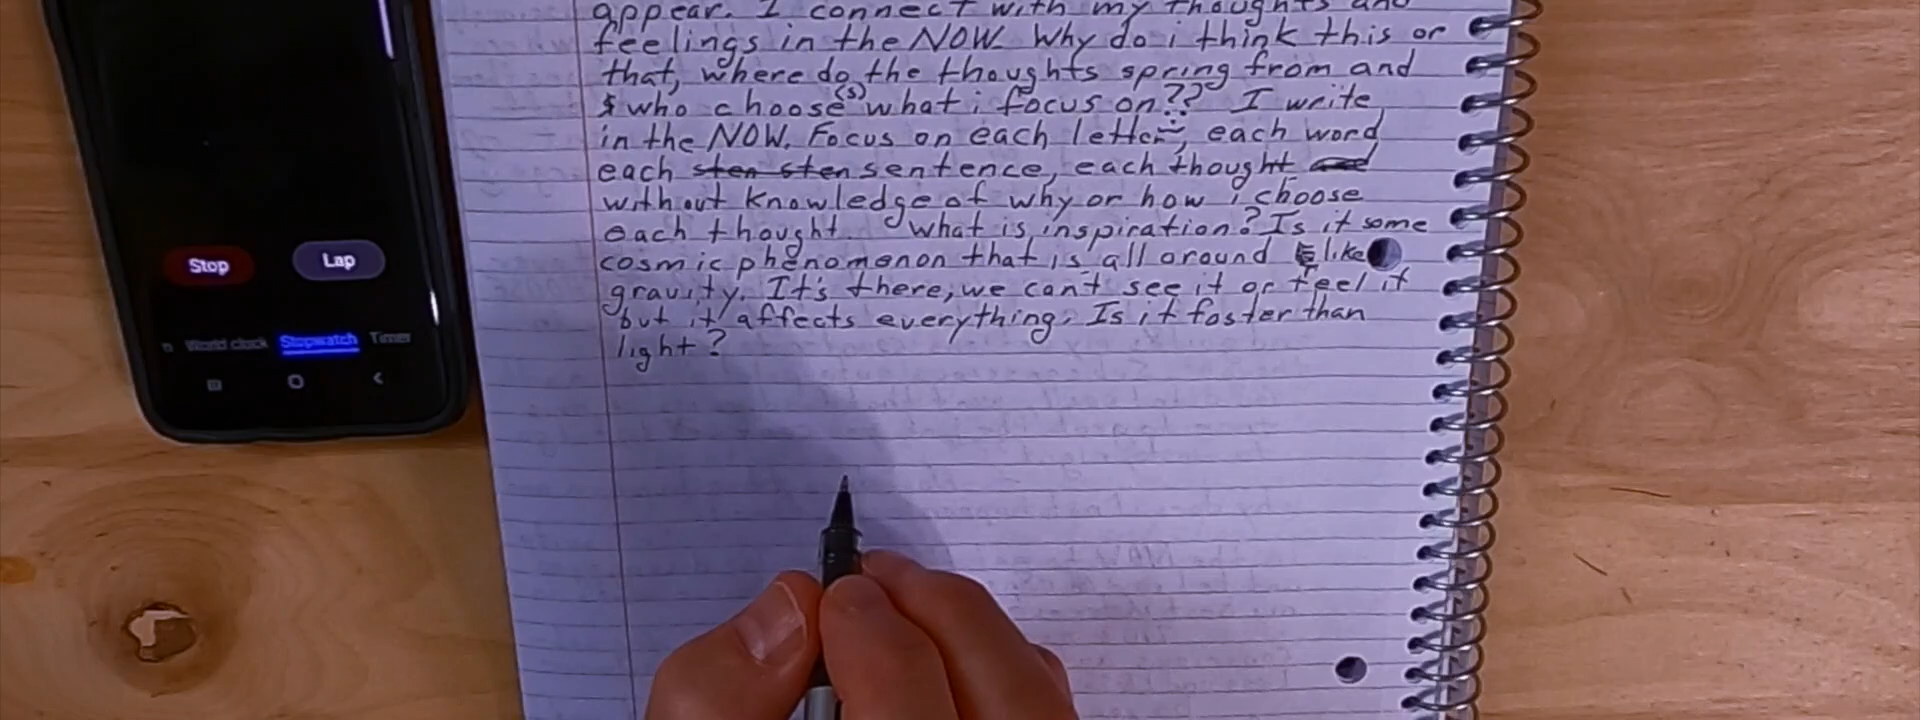 Stop
Lap
World clock
Stopwatch
Timer
appear. I connect with my thoughts and
feelings in the NOW. Why do i think this or
that, where do the thoughts spring from and
& who choose(s) what i focus on?? I write
in the NOW. Focus on each letter, each word
each sten sten sentence, each thought and
without knowledge of why or how i choose
each thought. What is inspiration? Is it some
cosmic phenomenon that is all around like
gravity. It's there, we can't see it or feel it
but it affects everything. Is it faster than
light?